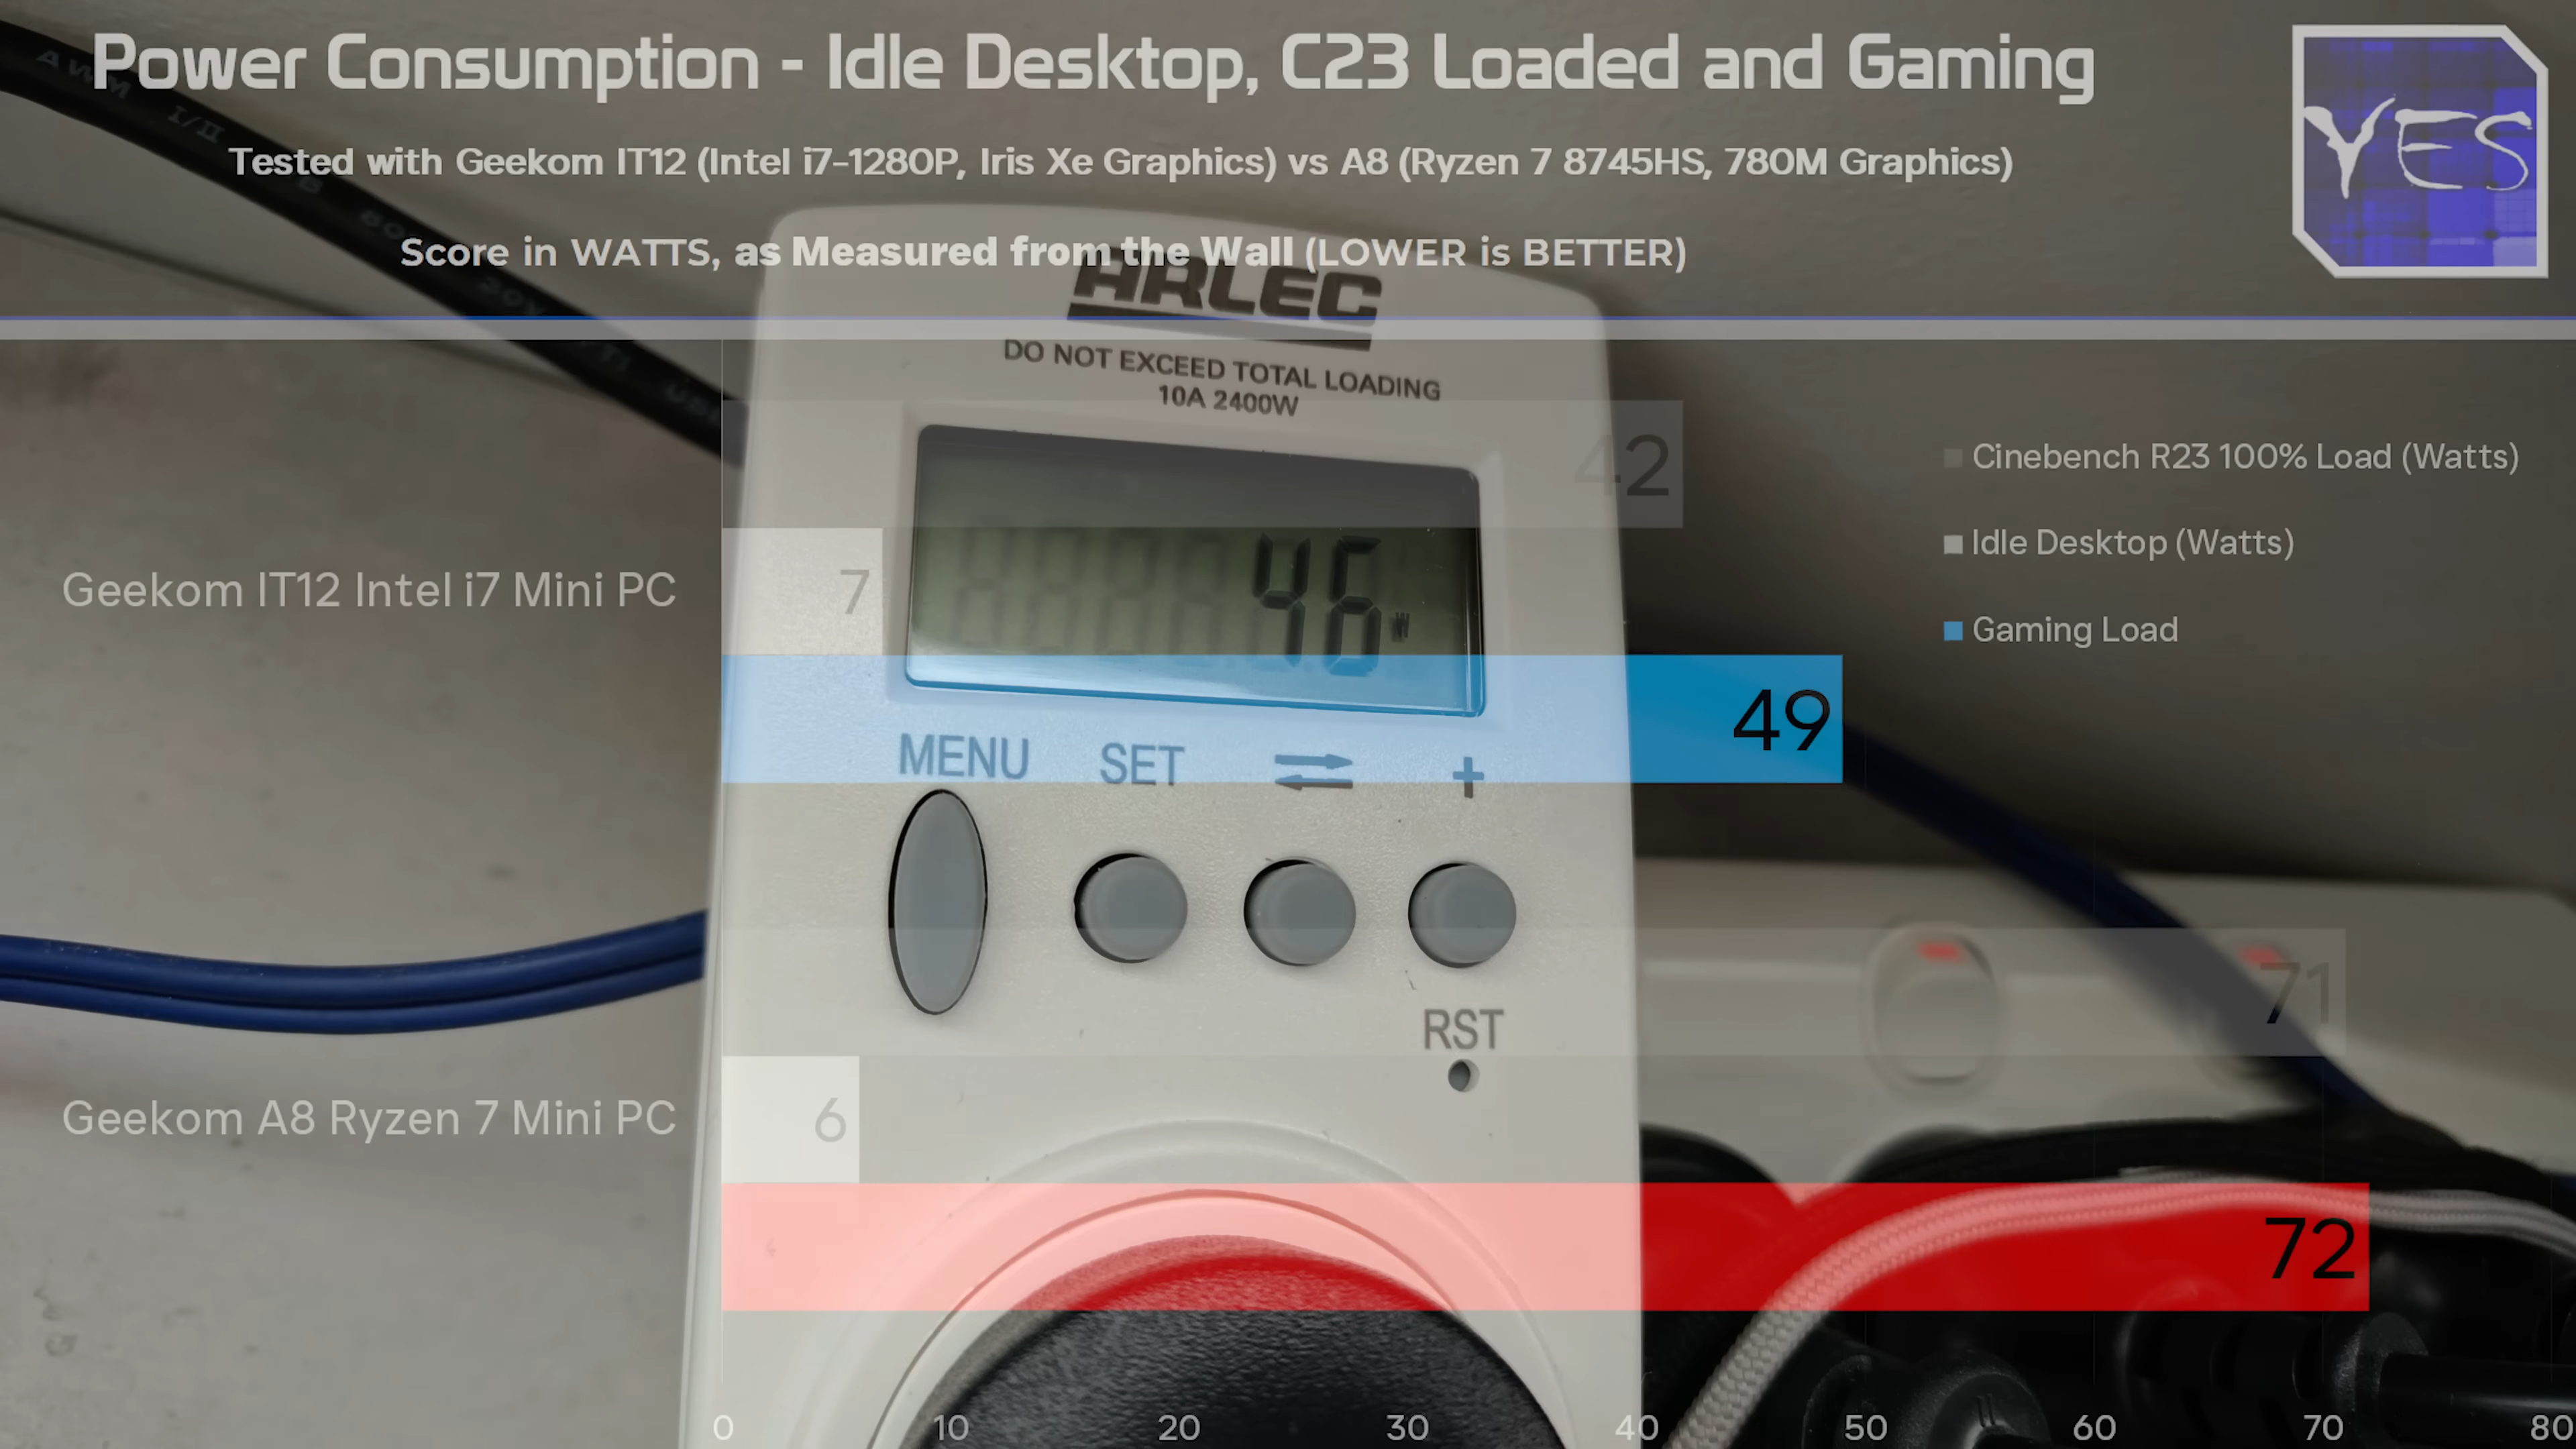 Power Consumption - Idle Desktop, C23 Loaded and Gaming
YES
Tested with Geekom IT12 (Intel i7-1280P, Iris Xe Graphics) vs A8 (Ryzen 7 8745HS, 780M Graphics)
Score in WATTS, as Measured from the Wall (LOWER is BETTER)
AWM I/II
ARLEC
DO NOT EXCEED TOTAL LOADING
10A 2400W
42
Cinebench R23 100% Load (Watts)
Idle Desktop (Watts)
Gaming Load
Geekom IT12 Intel i7 Mini PC
7
46 W
49
MENU SET +
71
RST
Geekom A8 Ryzen 7 Mini PC
6
72
0 10 20 30 40 50 60 70 80